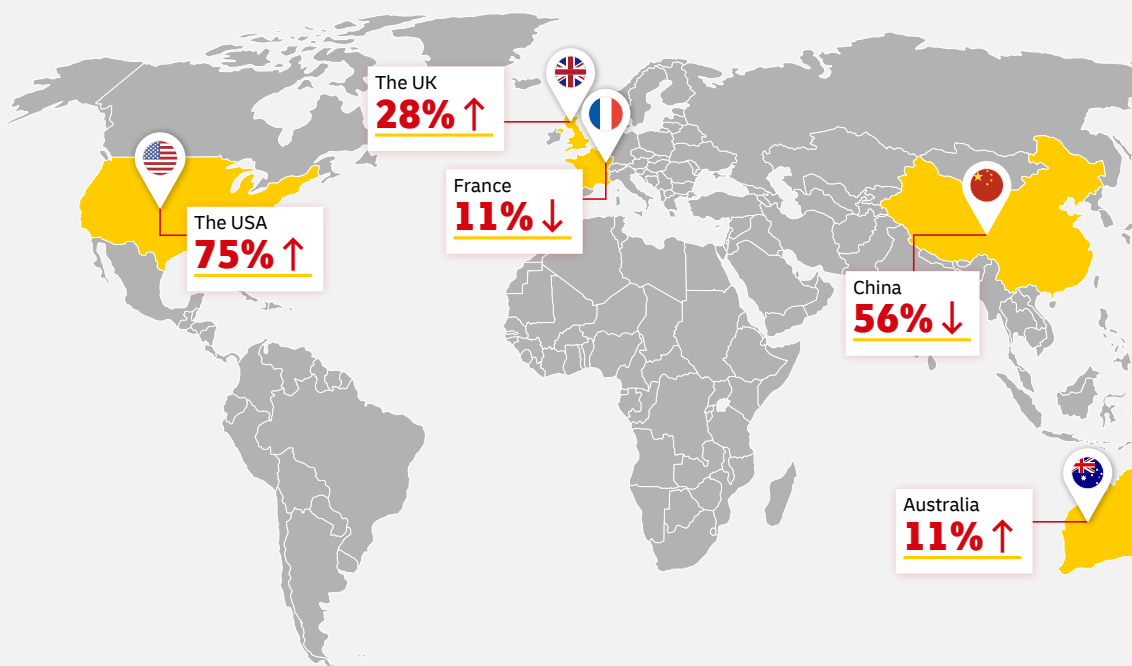 The UK
28% ↑
France
11% ↓
The USA
75% ↑
China
56% ↓
Australia
11% ↑